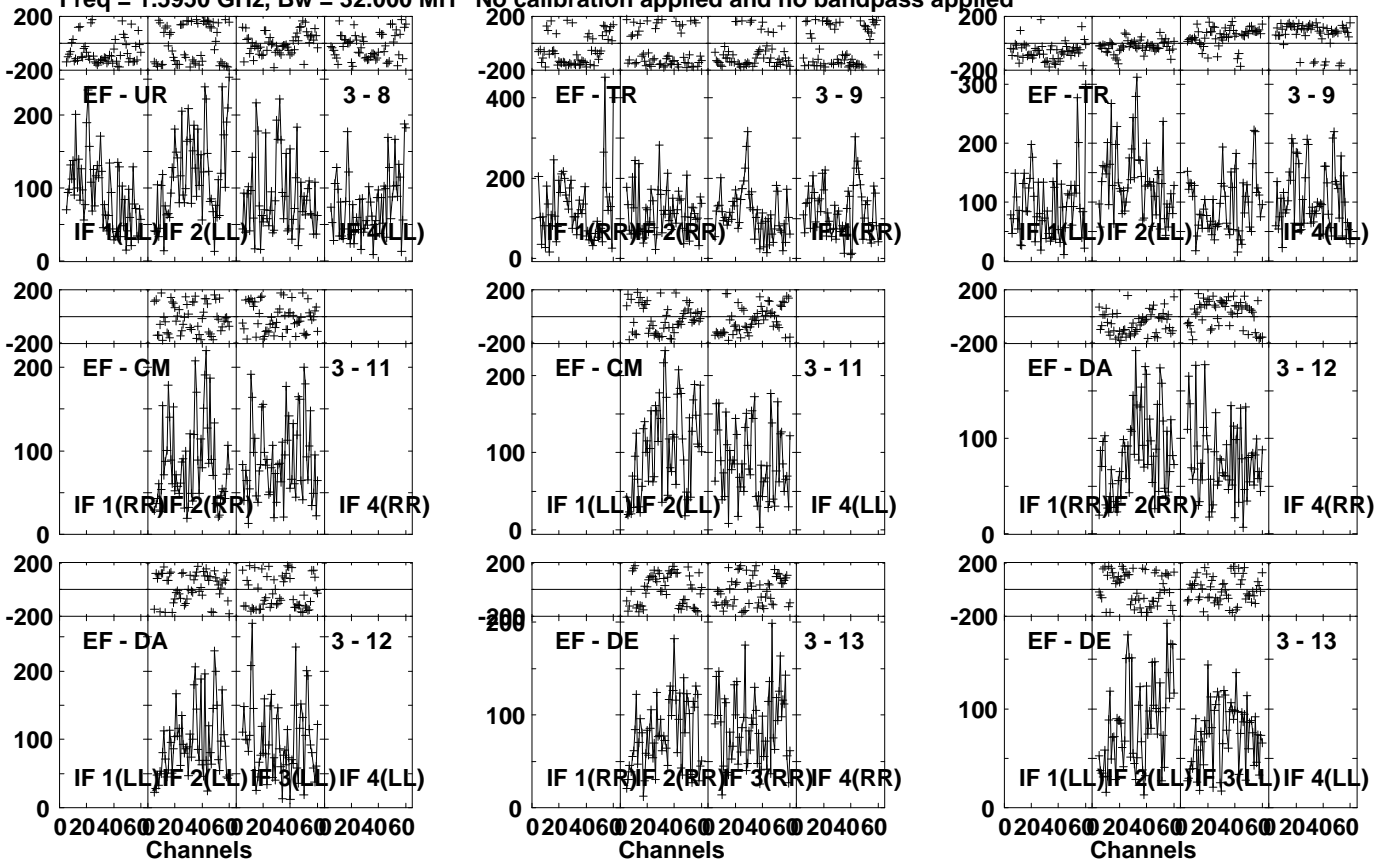 Freq = 1.5950 GHz, Bw = 32.000 MH No calibration applied and no bandpass applied
200
-200
EF - UR 3 - 8
200
100
0
IF 1(LL) IF 2(LL) IF 4(LL)
200
-200
EF - TR 3 - 9
400
200
0
IF 1(RR) IF 2(RR) IF 4(RR)
200
-200
300
EF - TR 3 - 9
200
100
0
IF 1(LL) IF 2(LL) IF 4(LL)
200
-200
EF - CM 3 - 11
200
100
0
IF 1(RR) IF 2(RR) IF 4(RR)
200
-200
EF - CM 3 - 11
200
100
0
IF 1(LL) IF 2(LL) IF 4(LL)
200
-200
EF - DA 3 - 12
100
0
IF 1(RR) IF 2(RR) IF 4(RR)
200
-200
EF - DA 3 - 12
200
100
0
IF 1(LL) IF 2(LL) IF 3(LL) IF 4(LL)
0 20 40 60 0 20 40 60 0 20 40 60 0 20 40 60
Channels
200
-200
200
EF - DE 3 - 13
100
0
IF 1(RR) IF 2(RR) IF 3(RR) IF 4(RR)
0 20 40 60 0 20 40 60 0 20 40 60 0 20 40 60
Channels
200
-200
EF - DE 3 - 13
100
0
IF 1(LL) IF 2(LL) IF 3(LL) IF 4(LL)
0 20 40 60 0 20 40 60 0 20 40 60 0 20 40 60
Channels